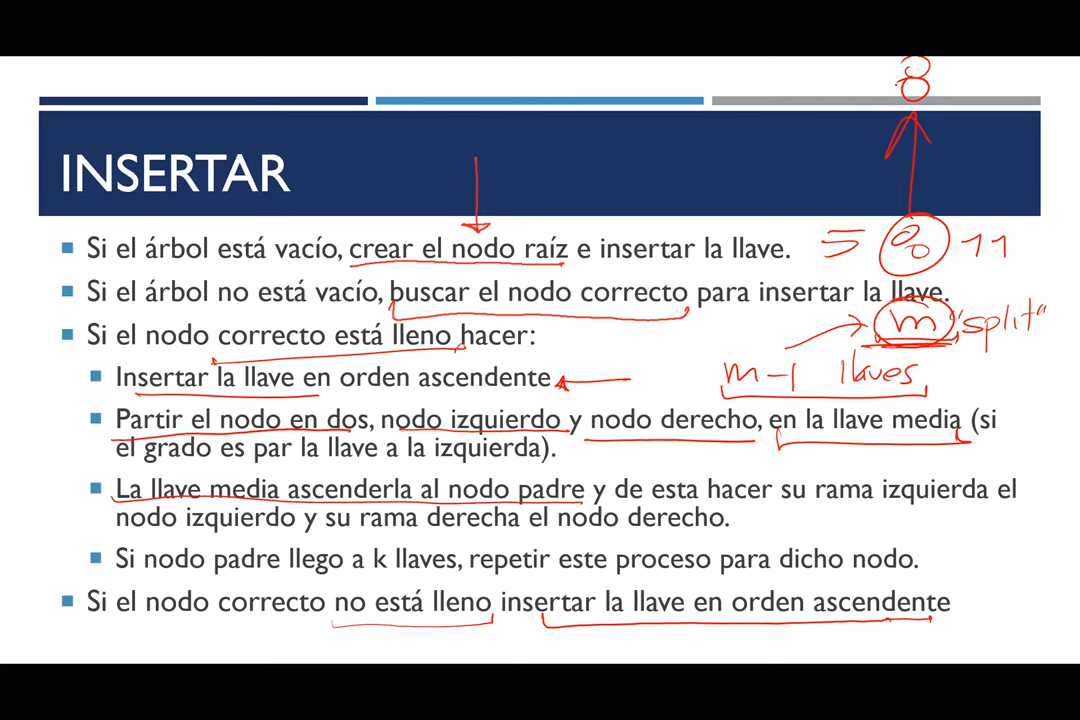 8
INSERTAR
Si el árbol está vacío, crear el nodo raíz e insertar la llave.
5 8 11
Si el árbol no está vacío, buscar el nodo correcto para insertar la llave.
m "split"
Si el nodo correcto está lleno hacer:
m-1 llaves
Insertar la llave en orden ascendente
Partir el nodo en dos, nodo izquierdo y nodo derecho, en la llave media (si
el grado es par la llave a la izquierda).
La llave media ascenderla al nodo padre y de esta hacer su rama izquierda el
nodo izquierdo y su rama derecha el nodo derecho.
Si nodo padre llego a k llaves, repetir este proceso para dicho nodo.
Si el nodo correcto no está lleno insertar la llave en orden ascendente